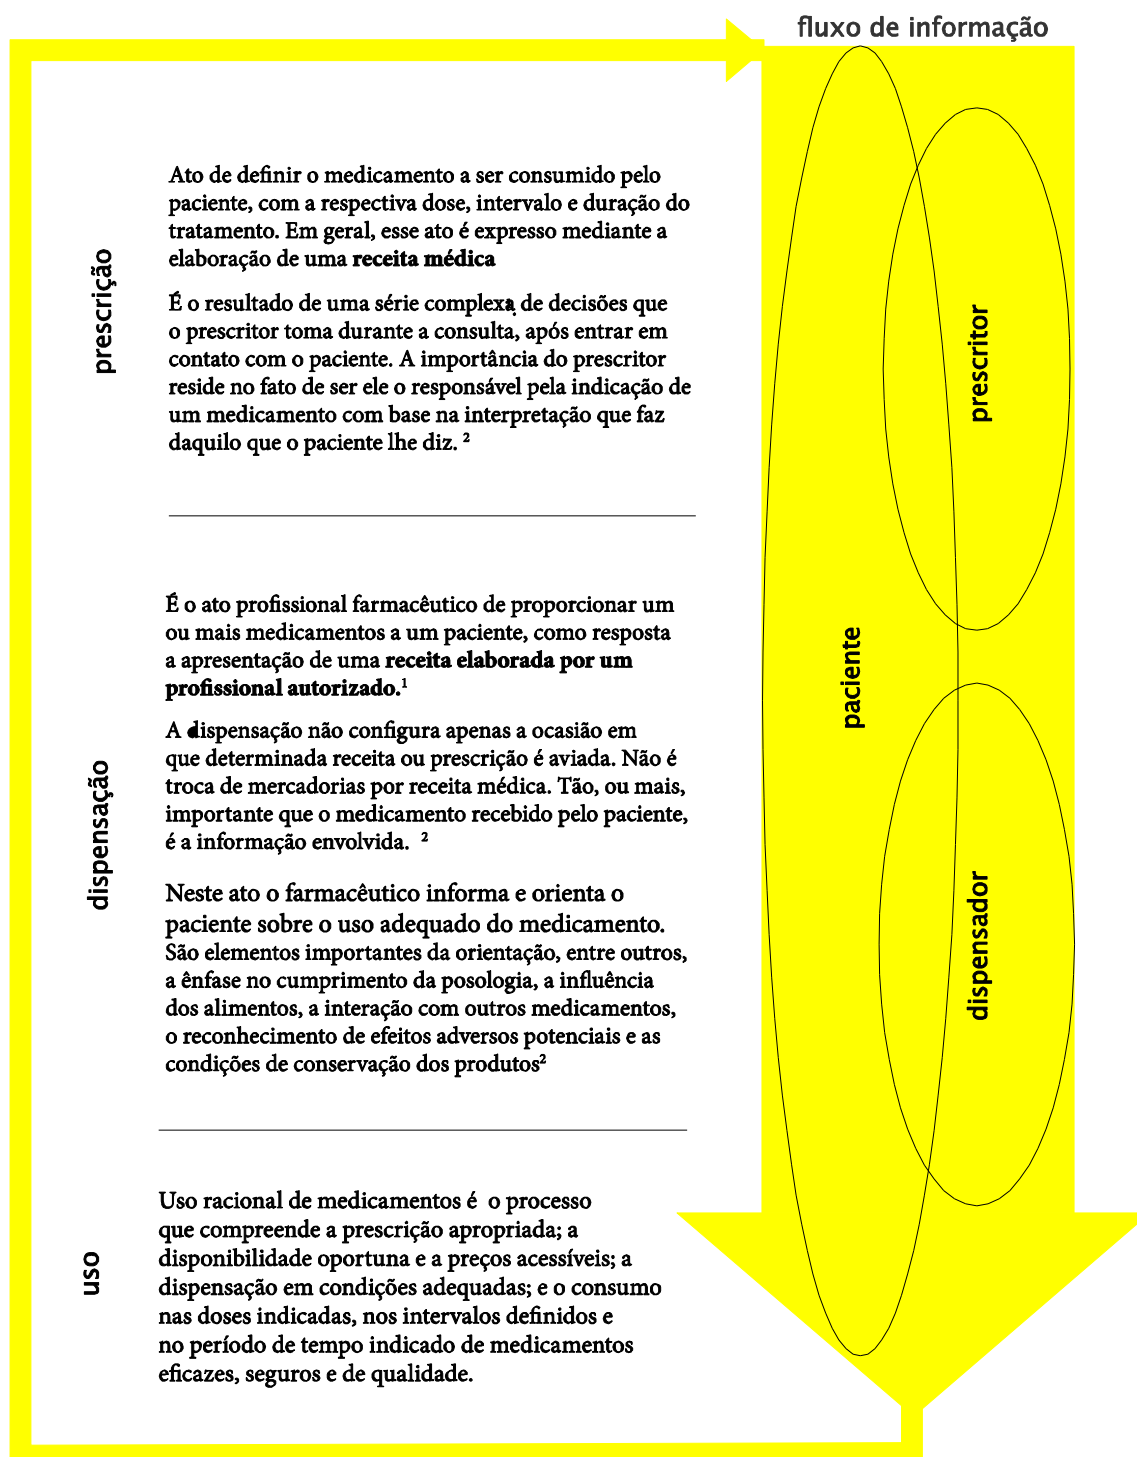 fluxo de informação
prescrição
Ato de definir o medicamento a ser consumido pelo
paciente, com a respectiva dose, intervalo e duração do
tratamento. Em geral, esse ato é expresso mediante a
elaboração de uma receita médica
É o resultado de uma série complexa de decisões que
o prescritor toma durante a consulta, após entrar em
contato com o paciente. A importância do prescritor
reside no fato de ser ele o responsável pela indicação de
um medicamento com base na interpretação que faz
daquilo que o paciente lhe diz. ²
prescritor
paciente
dispensação
É o ato profissional farmacêutico de proporcionar um
ou mais medicamentos a um paciente, como resposta
a apresentação de uma receita elaborada por um
profissional autorizado.¹
A dispensação não configura apenas a ocasião em
que determinada receita ou prescrição é aviada. Não é
troca de mercadorias por receita médica. Tão, ou mais,
importante que o medicamento recebido pelo paciente,
é a informação envolvida. ²
Neste ato o farmacêutico informa e orienta o
paciente sobre o uso adequado do medicamento.
São elementos importantes da orientação, entre outros,
a ênfase no cumprimento da posologia, a influência
dos alimentos, a interação com outros medicamentos,
o reconhecimento de efeitos adversos potenciais e as
condições de conservação dos produtos²
dispensador
uso
Uso racional de medicamentos é o processo
que compreende a prescrição apropriada; a
disponibilidade oportuna e a preços acessíveis; a
dispensação em condições adequadas; e o consumo
nas doses indicadas, nos intervalos definidos e
no período de tempo indicado de medicamentos
eficazes, seguros e de qualidade.